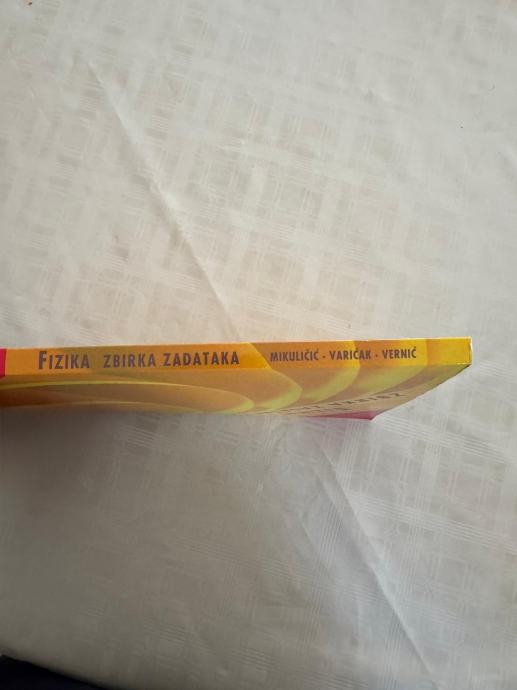 FIZIKA ZBIRKA ZADATAKA MIKULIČIĆ · VARIĆAK · VERNIĆ